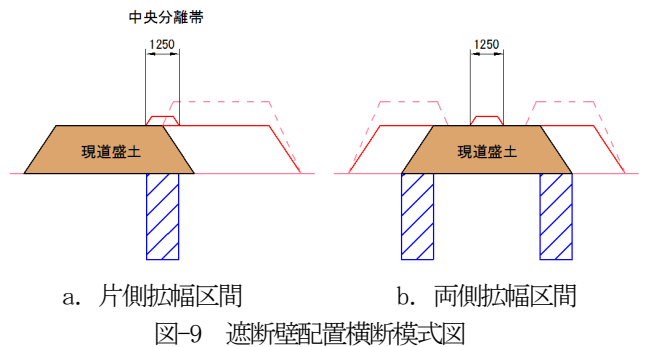 中央分離帯
1250
1250
現道盛土
現道盛土
a. 片側拡幅区間
b. 両側拡幅区間
図-9 遮断壁配置横断模式図